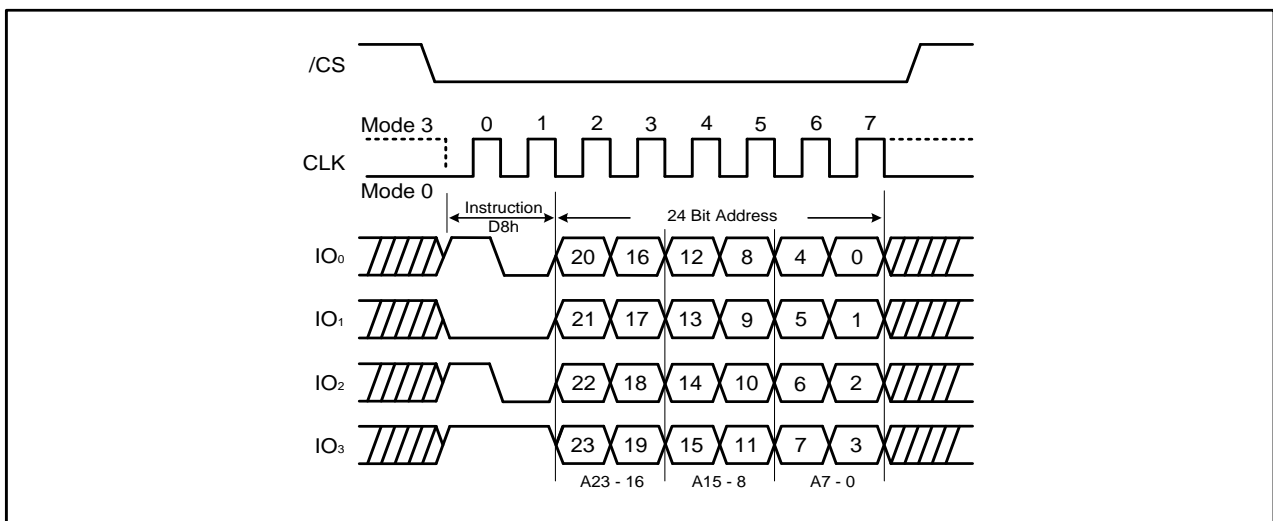 /CS
Mode 3 0 1 2 3 4 5 6 7
CLK
Mode 0
Instruction
D8h
24 Bit Address
IO₀ 20 16 12 8 4 0
IO₁ 21 17 13 9 5 1
IO₂ 22 18 14 10 6 2
IO₃ 23 19 15 11 7 3
A23 - 16 A15 - 8 A7 - 0